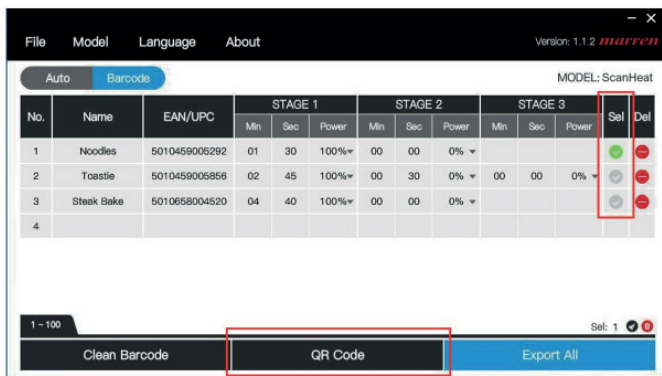 File Model Language About Version: 1.1.2 marren
Auto Barcode MODEL: ScanHeat
No. Name EAN/UPC STAGE 1 STAGE 2 STAGE 3 Sel Del
Min Sec Power Min Sec Power Min Sec Power
1 Noodles 5010459005292 01 30 100% 00 00 0%
2 Toastie 5010459005856 02 45 100% 00 30 0% 00 00 0%
3 Steak Bake 5010658004520 04 40 100% 00 00 0%
4
1 - 100 Sel: 1
Clean Barcode QR Code Export All